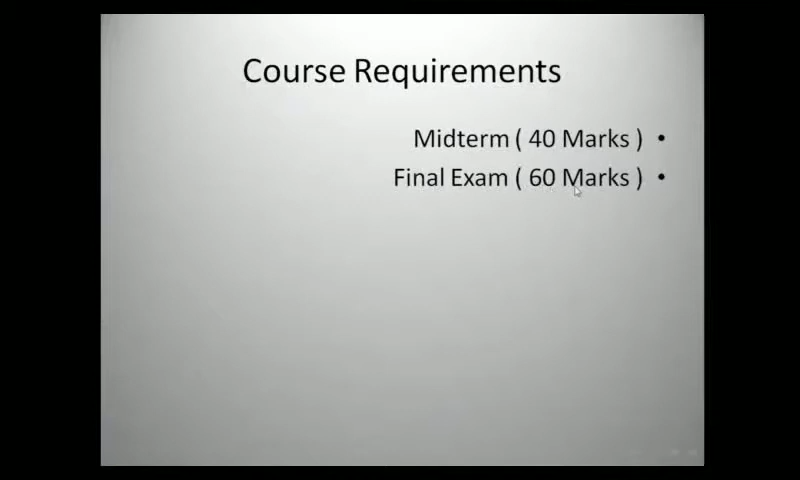 Course Requirements
Midterm ( 40 Marks ) •
Final Exam ( 60 Marks ) •